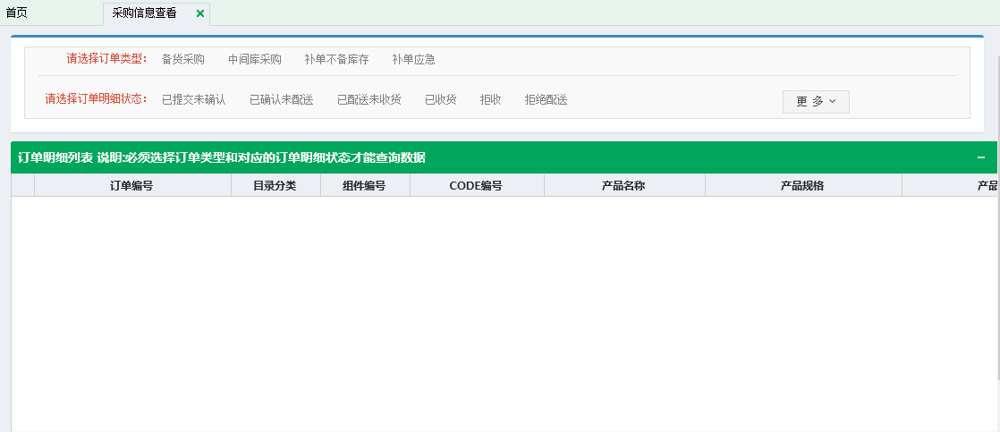 首页 采购信息查看
请选择订单类型： 备货采购 中间库采购 补单不备库存 补单应急
请选择订单明细状态： 已提交未确认 已确认未配送 已配送未收货 已收货 拒收 拒绝配送 更 多
订单明细列表 说明:必须选择订单类型和对应的订单明细状态才能查询数据
订单编号 目录分类 组件编号 CODE编号 产品名称 产品规格 产品